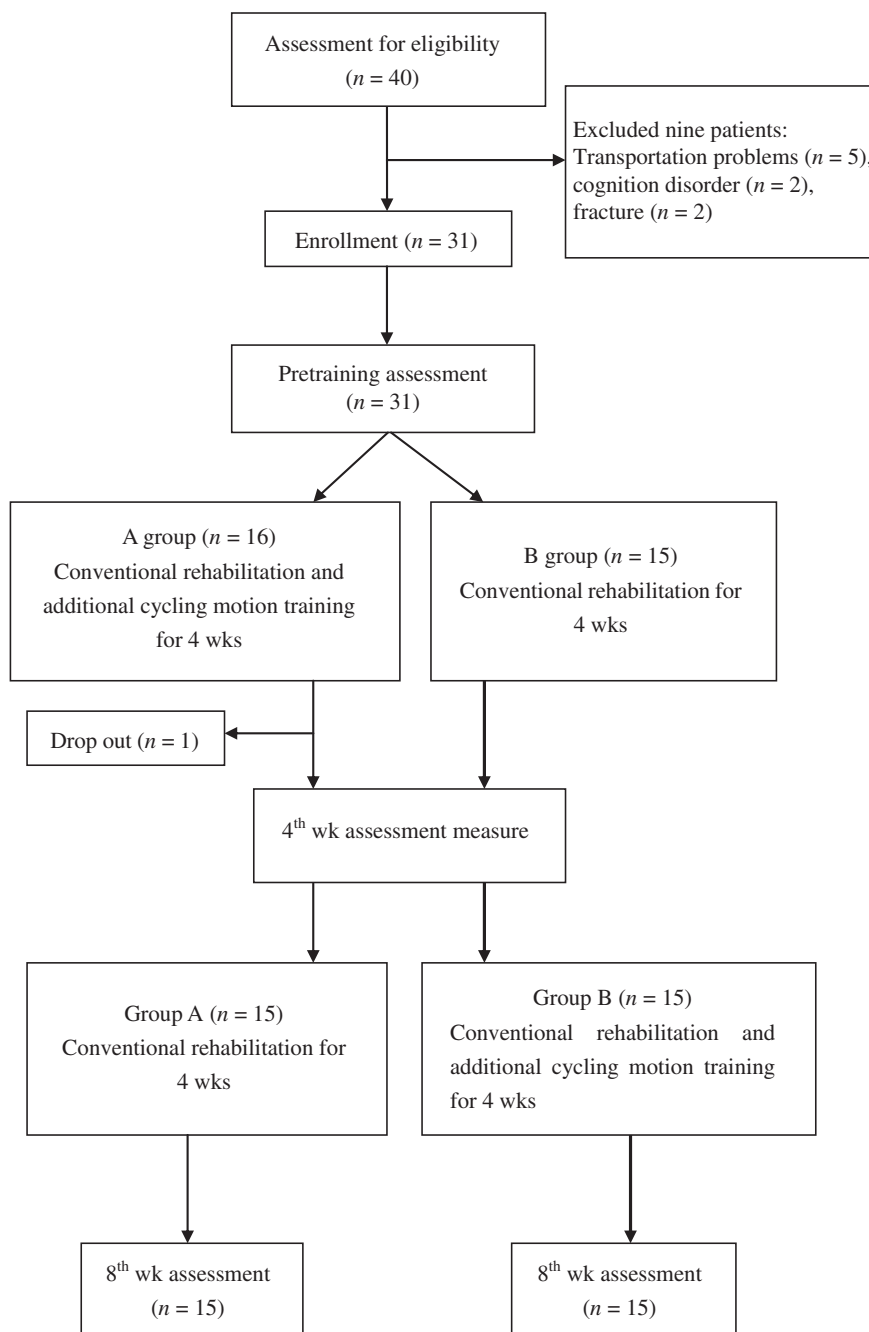 Assessment for eligibility
(n = 40)
Excluded nine patients:
Transportation problems (n = 5),
cognition disorder (n = 2),
fracture (n = 2)
Enrollment (n = 31)
Pretraining assessment
(n = 31)
A group (n = 16)
Conventional rehabilitation and
additional cycling motion training
for 4 wks
B group (n = 15)
Conventional rehabilitation for
4 wks
Drop out (n = 1)
4th wk assessment measure
Group A (n = 15)
Conventional rehabilitation for
4 wks
Group B (n = 15)
Conventional rehabilitation and
additional cycling motion training
for 4 wks
8th wk assessment
(n = 15)
8th wk assessment
(n = 15)